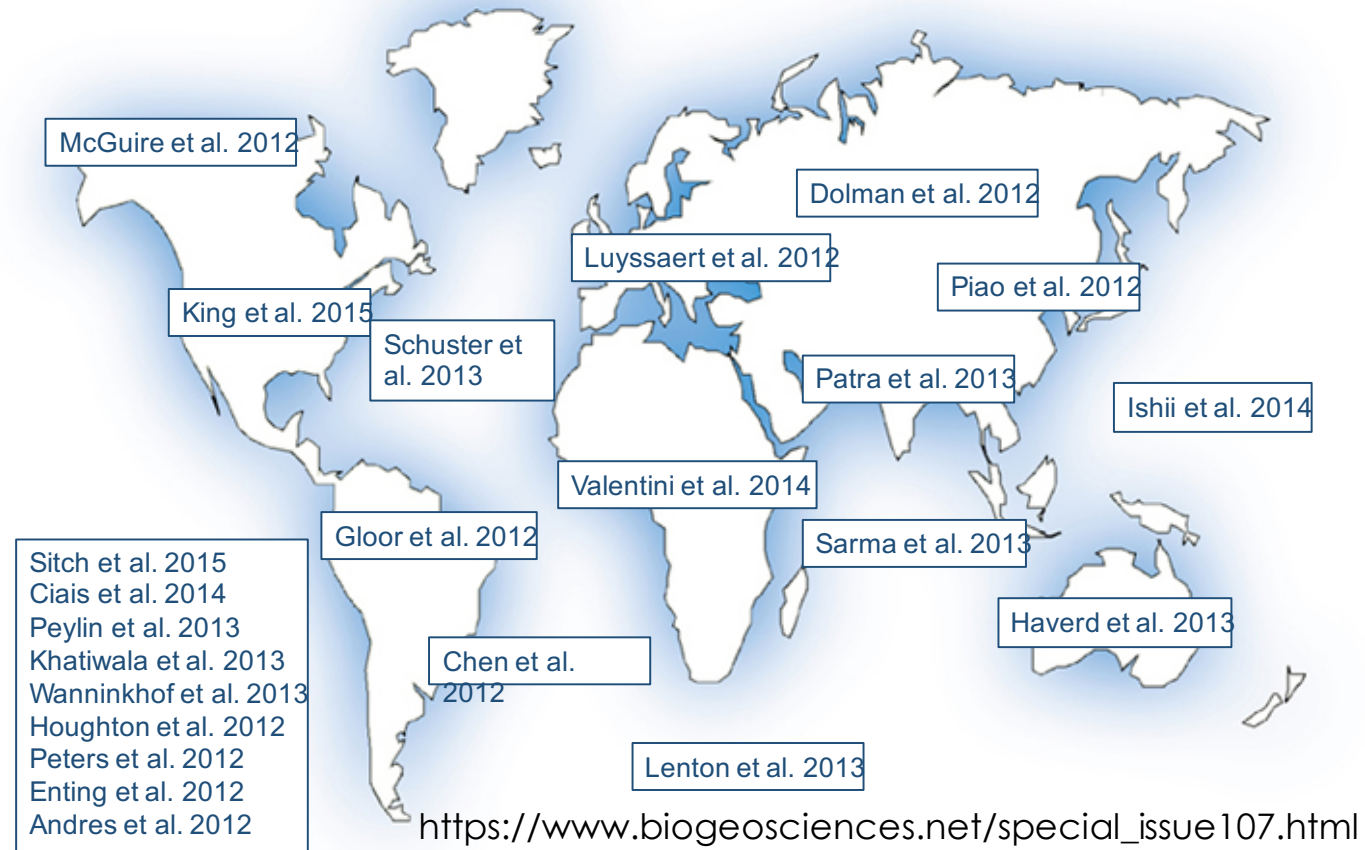 McGuire et al. 2012
Dolman et al. 2012
Luyssaert et al. 2012
Piao et al. 2012
King et al. 2015
Schuster et
al. 2013
Patra et al. 2013
Ishii et al. 2014
Valentini et al. 2014
Gloor et al. 2012
Sarma et al. 2013
Haverd et al. 2013
Chen et al.
2012
Lenton et al. 2013
Sitch et al. 2015
Ciais et al. 2014
Peylin et al. 2013
Khatiwala et al. 2013
Wanninkhof et al. 2013
Houghton et al. 2012
Peters et al. 2012
Enting et al. 2012
Andres et al. 2012
https://www.biogeosciences.net/special_issue107.html